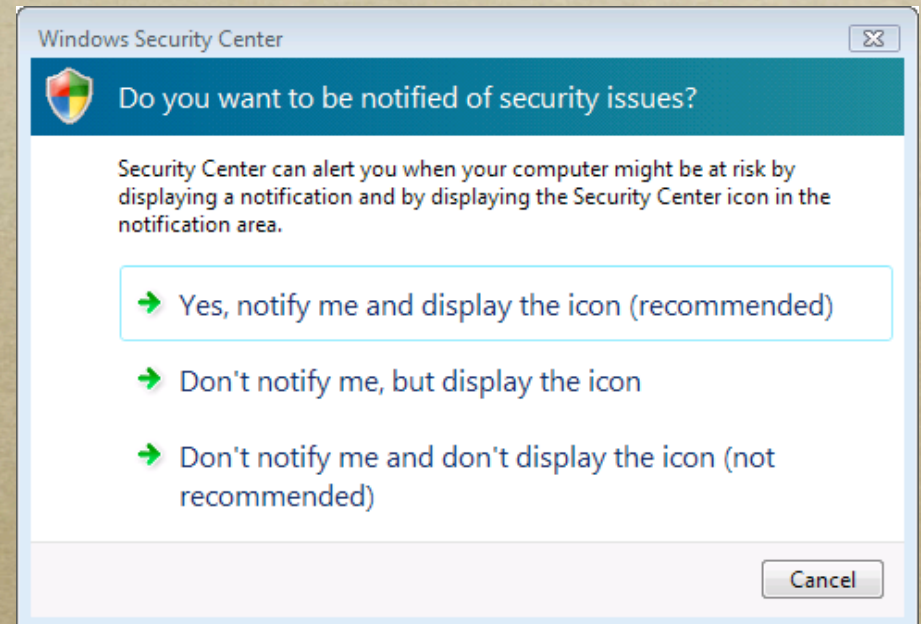 Windows Security Center
Do you want to be notified of security issues?
Security Center can alert you when your computer might be at risk by
displaying a notification and by displaying the Security Center icon in the
notification area.
Yes, notify me and display the icon (recommended)
Don't notify me, but display the icon
Don't notify me and don't display the icon (not
recommended)
Cancel